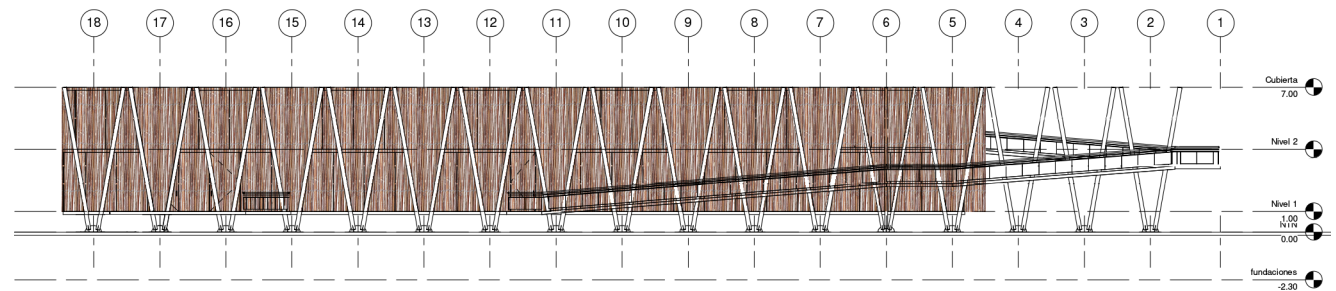 18 17 16 15 14 13 12 11 10 9 8 7 6 5 4 3 2 1
Cubierta
7.00
Nivel 2
Nivel 1
1.00
NTN
0.00
fundaciones
-2.30